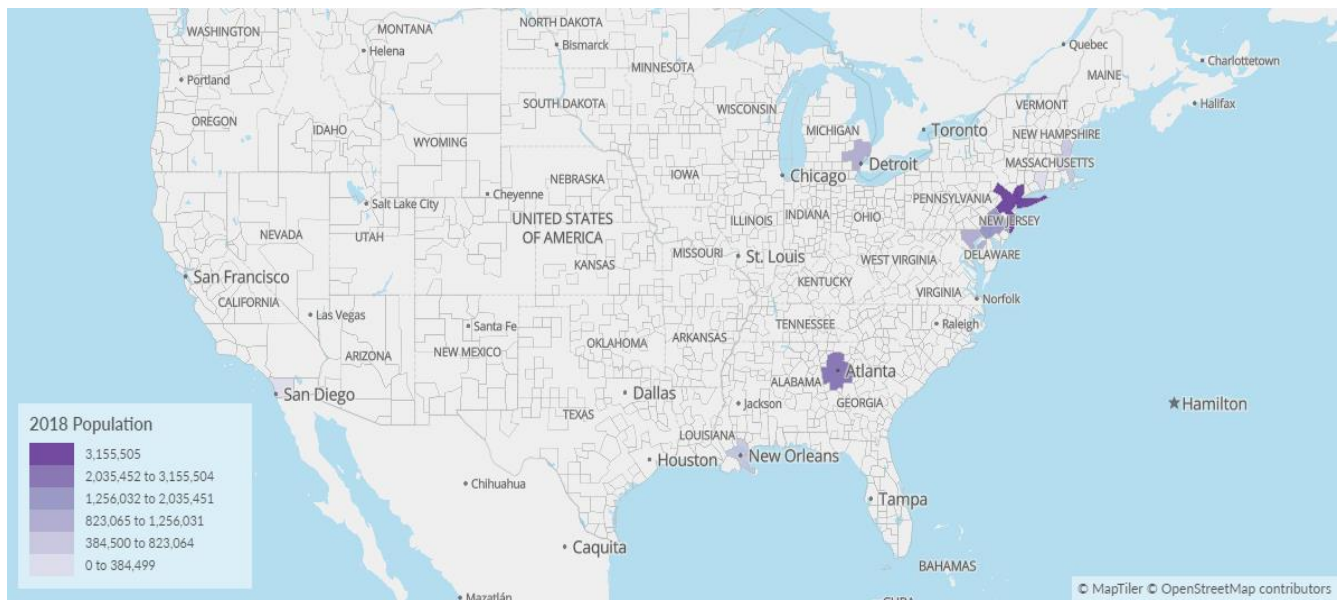 WASHINGTON
MONTANA
NORTH DAKOTA
Helena
Bismarck
Quebec
Charlottetown
Portland
MINNESOTA
MAINE
Halifax
OREGON
IDAHO
SOUTH DAKOTA
WISCONSIN
VERMONT
MICHIGAN
Toronto
NEW HAMPSHIRE
WYOMING
Detroit
MASSACHUSETTS
Chicago
NEBRASKA
IOWA
Cheyenne
PENNSYLVANIA
Salt Lake City
UNITED STATES
OF AMERICA
ILLINOIS
INDIANA
OHIO
NEW JERSEY
NEVADA
UTAH
MISSOURI
St. Louis
WEST VIRGINIA
DELAWARE
San Francisco
KANSAS
KENTUCKY
CALIFORNIA
VIRGINIA
Norfolk
Las Vegas
Santa Fe
TENNESSEE
Raleigh
ARIZONA
NEW MEXICO
OKLAHOMA
ARKANSAS
Atlanta
ALABAMA
San Diego
Dallas
Jackson
GEORGIA
Hamilton
TEXAS
LOUISIANA
Houston
New Orleans
Chihuahua
Tampa
Caquita
BAHAMAS
Mazatlán
CUBA
2018 Population
3,155,505
2,035,452 to 3,155,504
1,256,032 to 2,035,451
823,065 to 1,256,031
384,500 to 823,064
0 to 384,499
© MapTiler © OpenStreetMap contributors